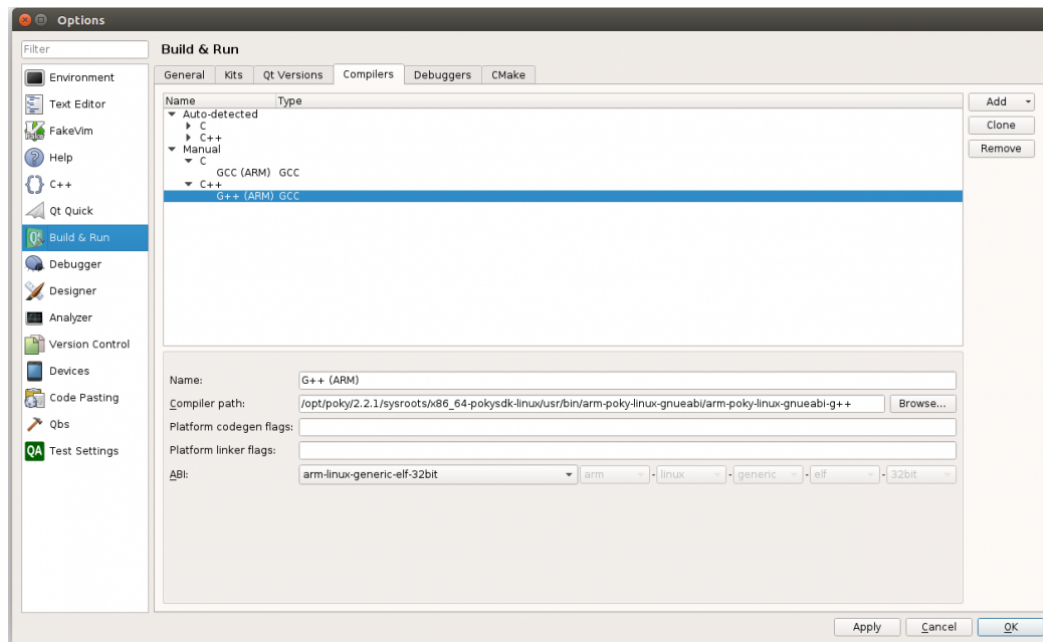 Options
Filter
Build & Run
Environment
Text Editor
FakeVim
Help
C++
Qt Quick
Build & Run
Debugger
Designer
Analyzer
Version Control
Devices
Code Pasting
Qbs
QA Test Settings
General Kits Qt Versions Compilers Debuggers CMake
Name Type
Auto-detected
C
C++
Manual
C
GCC (ARM) GCC
C++
G++ (ARM) GCC
Add
Clone
Remove
Name: G++ (ARM)
Compiler path: /opt/poky/2.2.1/sysroots/x86_64-pokysdk-linux/usr/bin/arm-poky-linux-gnueabi/arm-poky-linux-gnueabi-g++ Browse...
Platform codegen flags:
Platform linker flags:
ABI: arm-linux-generic-elf-32bit arm - linux - generic - elf - 32bit
Apply Cancel OK